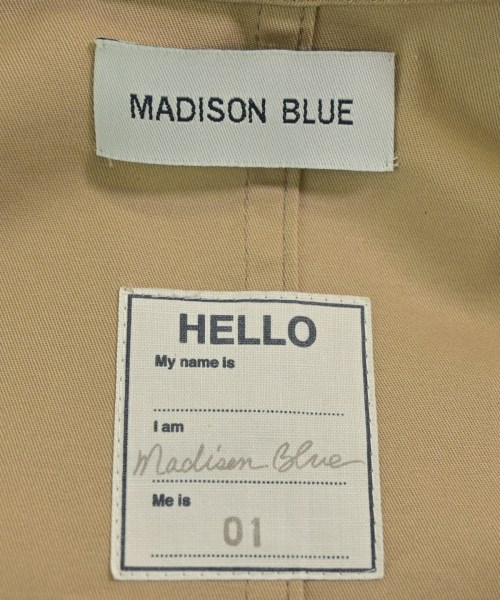 MADISON BLUE
HELLO
My name is
I am
Madison Blue
Me is
01